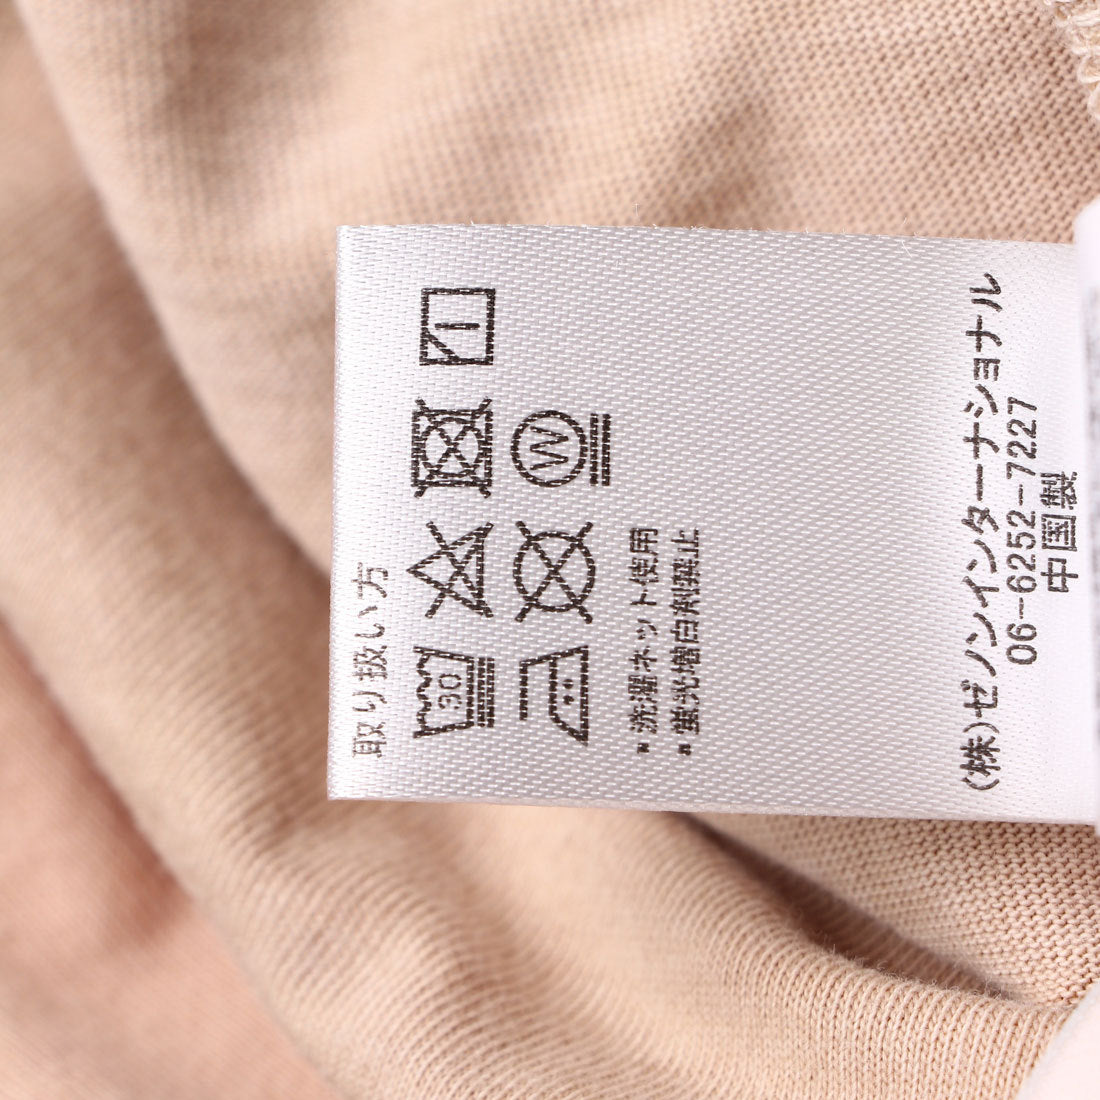 取り扱い方
30
W
・洗濯ネット使用
・蛍光増白剤禁止
(株)ゼノンインターナショナル
06-6252-7227
中国製